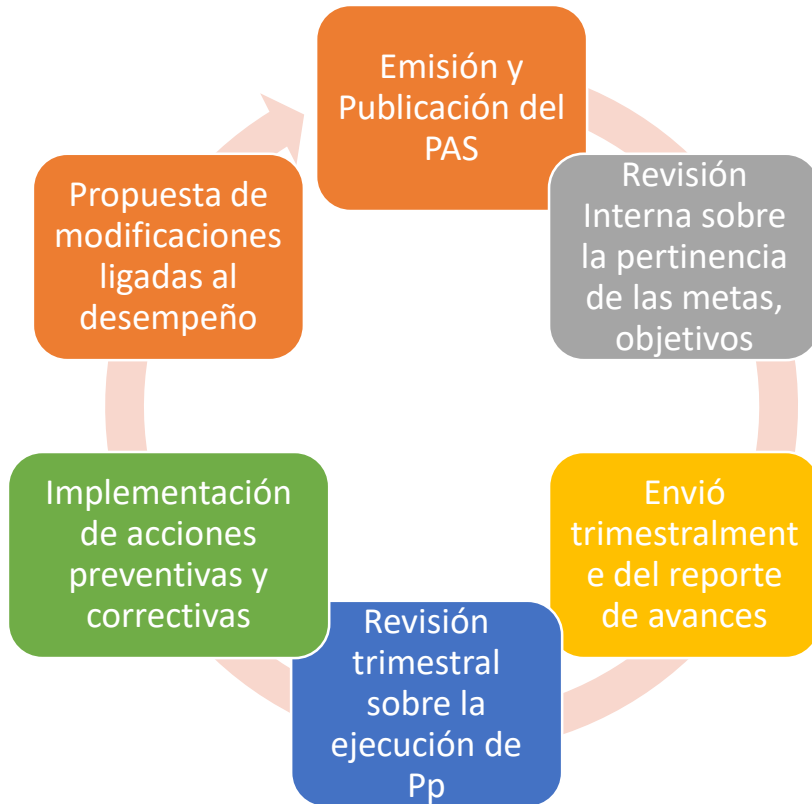 Emisión y
Publicación del
PAS
Revisión
Interna sobre
la pertinencia
de las metas,
objetivos
Envió
trimestralment
e del reporte
de avances
Revisión
trimestral
sobre la
ejecución de
Pp
Implementación
de acciones
preventivas y
correctivas
Propuesta de
modificaciones
ligadas al
desempeño